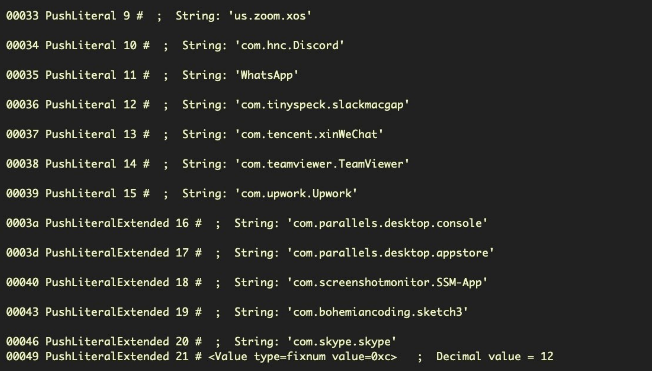 00033 PushLiteral 9 #  ;  String: 'us.zoom.xos'
00034 PushLiteral 10 #  ;  String: 'com.hnc.Discord'
00035 PushLiteral 11 #  ;  String: 'WhatsApp'
00036 PushLiteral 12 #  ;  String: 'com.tinyspeck.slackmacgap'
00037 PushLiteral 13 #  ;  String: 'com.tencent.xinWeChat'
00038 PushLiteral 14 #  ;  String: 'com.teamviewer.TeamViewer'
00039 PushLiteral 15 #  ;  String: 'com.upwork.Upwork'
0003a PushLiteralExtended 16 #  ;  String: 'com.parallels.desktop.console'
0003d PushLiteralExtended 17 #  ;  String: 'com.parallels.desktop.appstore'
00040 PushLiteralExtended 18 #  ;  String: 'com.screenshotmonitor.SSM-App'
00043 PushLiteralExtended 19 #  ;  String: 'com.bohemiancoding.sketch3'
00046 PushLiteralExtended 20 #  ;  String: 'com.skype.skype'
00049 PushLiteralExtended 21 # <Value type=fixnum value=0xc>   ;  Decimal value = 12